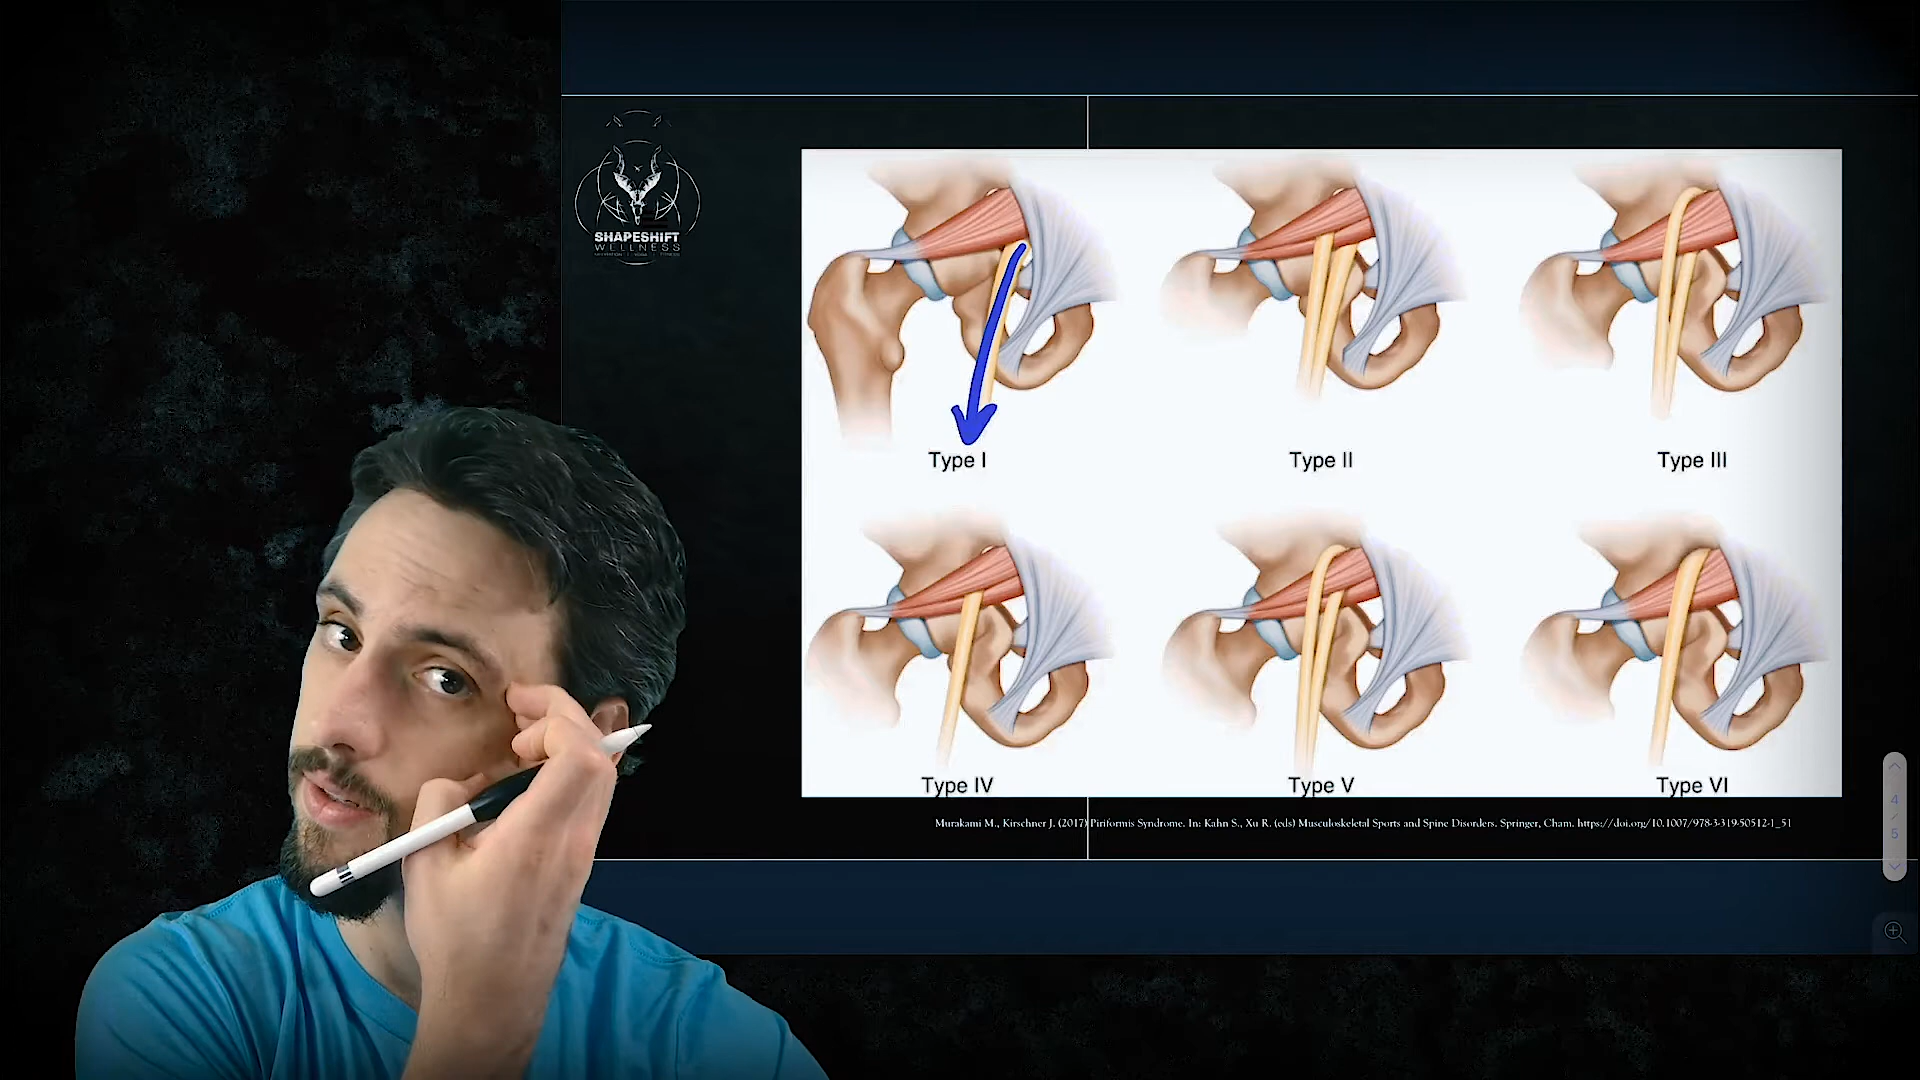 SHAPESHIFT
WELLNESS
Type I
Type II
Type III
Type IV
Type V
Type VI
Murakami M., Kirschner J. (2017) Piriformis Syndrome. In: Kahn S., Xu R. (eds) Musculoskeletal Sports and Spine Disorders. Springer, Cham. https://doi.org/10.1007/978-3-319-50512-1_51
4
/
5